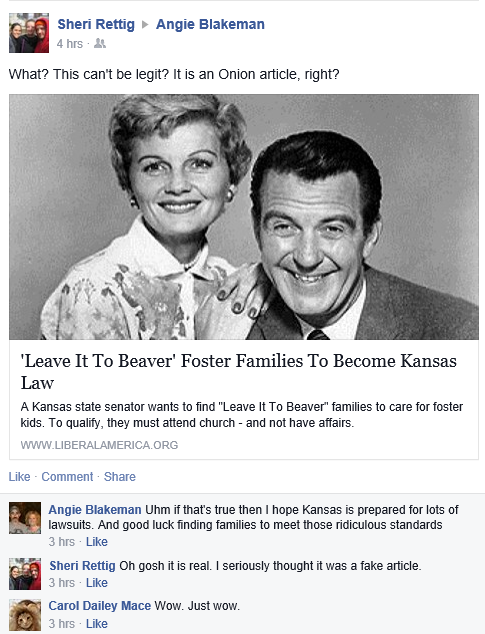 Sheri Rettig ▶ Angie Blakeman
4 hrs ·
What? This can't be legit? It is an Onion article, right?
'Leave It To Beaver' Foster Families To Become Kansas
Law
A Kansas state senator wants to find "Leave It To Beaver" families to care for foster
kids. To qualify, they must attend church - and not have affairs.
WWW.LIBERALAMERICA.ORG
Like · Comment · Share
Angie Blakeman Uhm if that's true then I hope Kansas is prepared for lots of
lawsuits. And good luck finding families to meet those ridiculous standards
3 hrs · Like
Sheri Rettig Oh gosh it is real. I seriously thought it was a fake article.
3 hrs · Like
Carol Dailey Mace Wow. Just wow.
3 hrs · Like